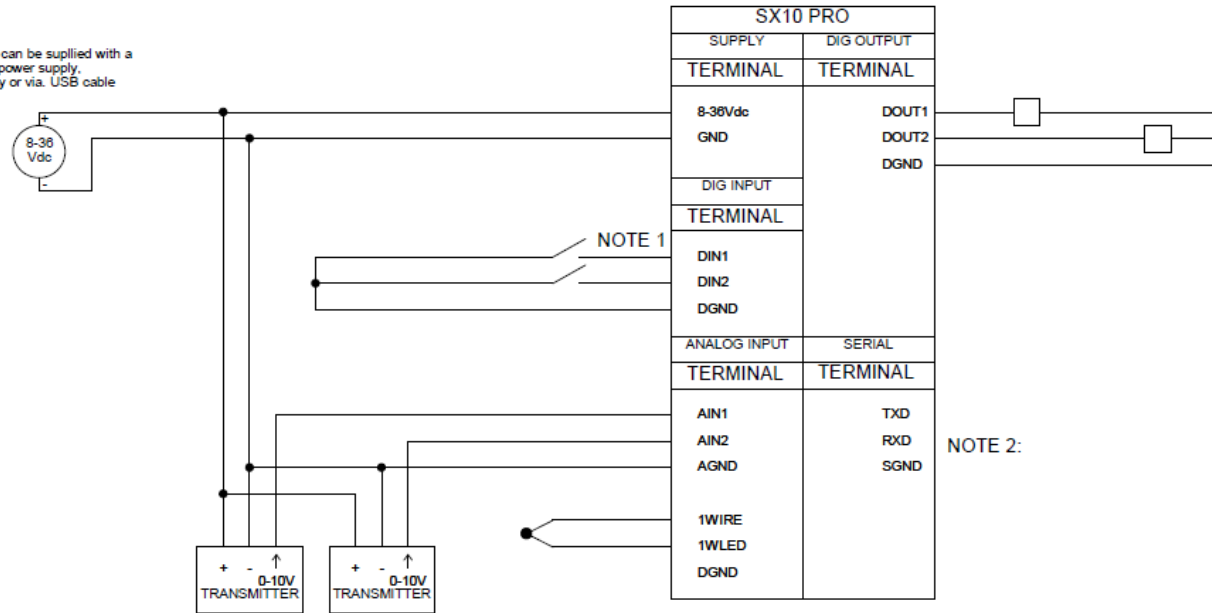 SX10 PRO
SUPPLY
DIG OUTPUT
TERMINAL
TERMINAL
can be supllied with a
power supply,
y or via. USB cable
+
8-36
Vdc
-
8-36Vdc
GND
DOUT1
DOUT2
DGND
DIG INPUT
TERMINAL
NOTE 1
DIN1
DIN2
DGND
ANALOG INPUT
SERIAL
TERMINAL
TERMINAL
AIN1
AIN2
AGND
TXD
RXD
SGND
NOTE 2:
1WIRE
1WLED
DGND
+ -
0-10V
TRANSMITTER
+ -
0-10V
TRANSMITTER